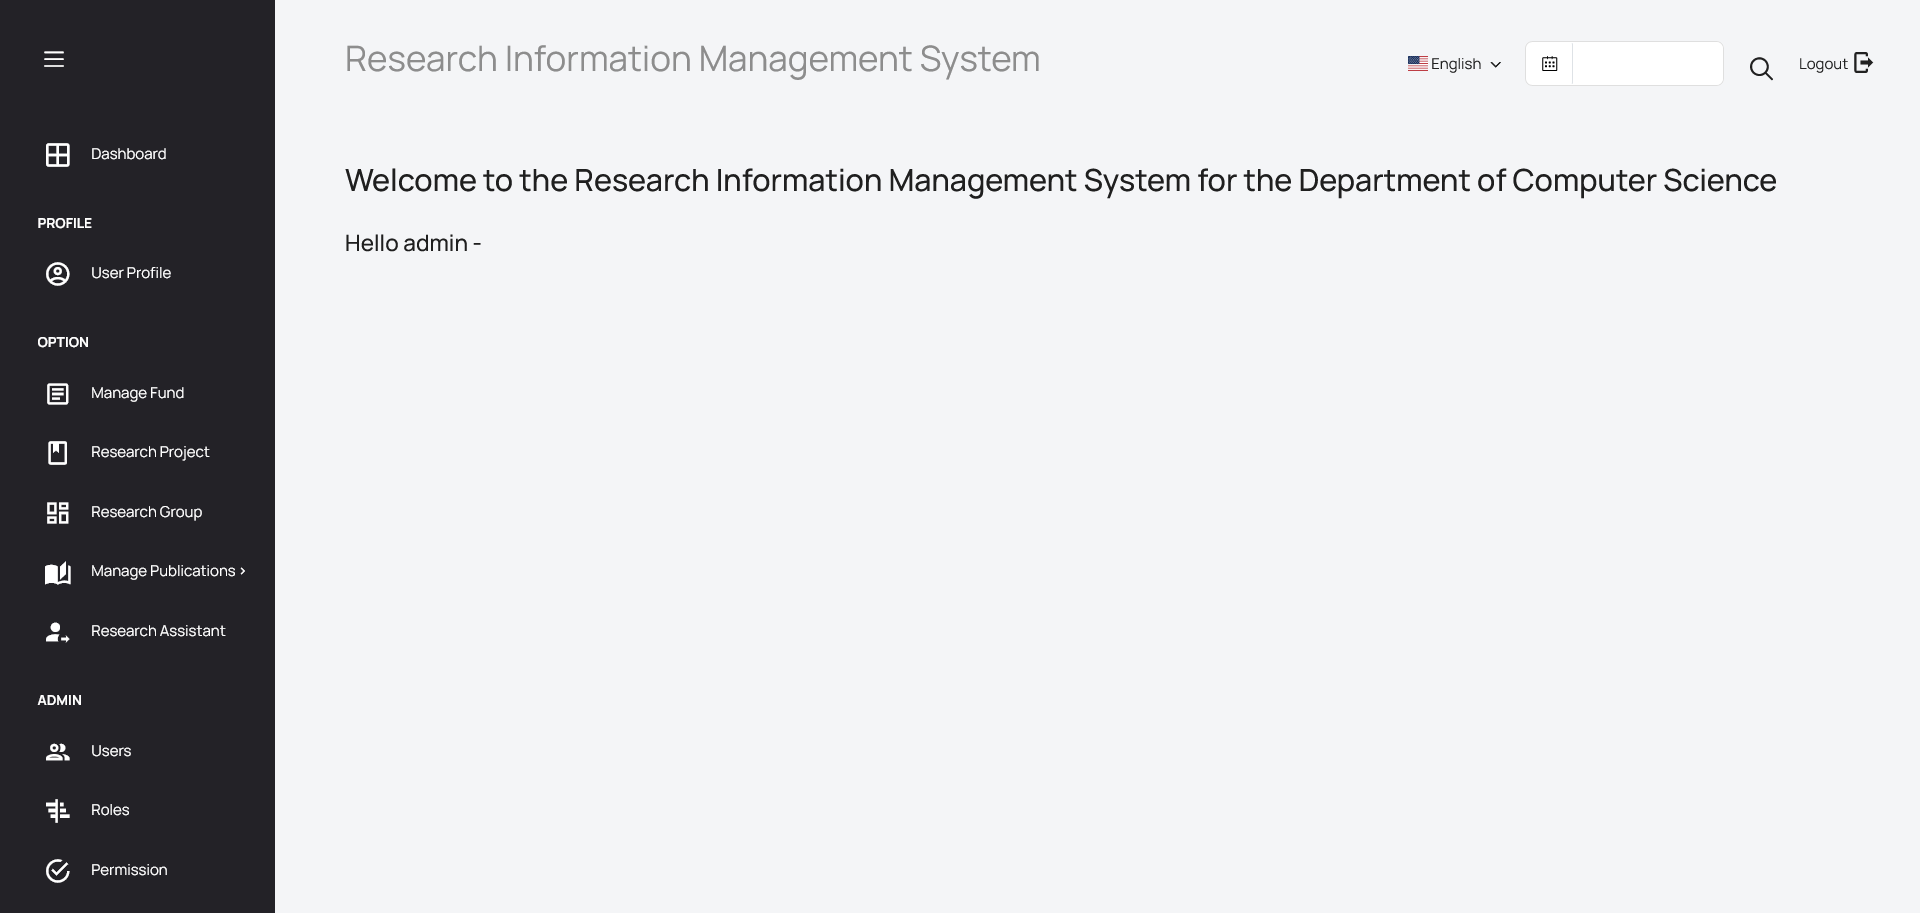 Research Information Management System
English
Logout
Dashboard
PROFILE
User Profile
OPTION
Manage Fund
Research Project
Research Group
Manage Publications ›
Research Assistant
ADMIN
Users
Roles
Permission
Welcome to the Research Information Management System for the Department of Computer Science
Hello admin -